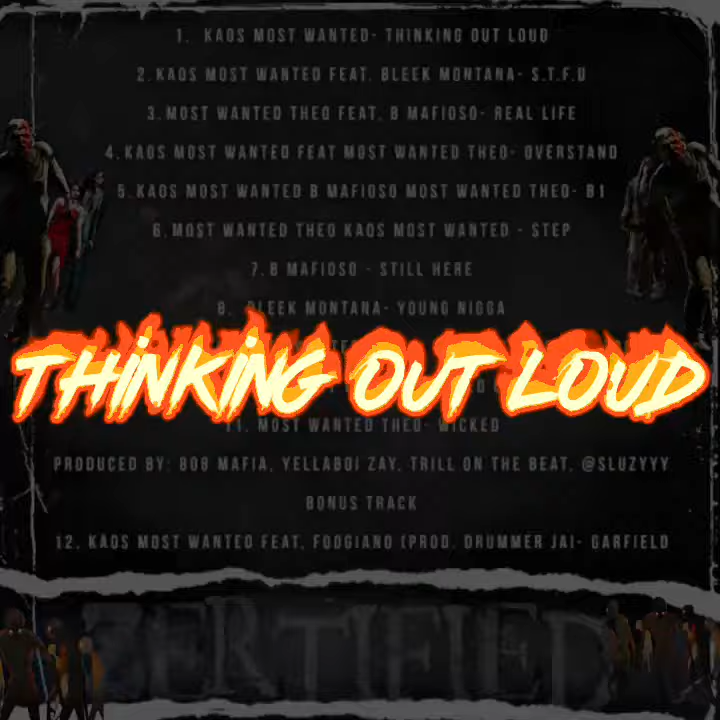 1. KAOS MOST WANTED- THINKING OUT LOUD
2. KAOS MOST WANTED FEAT. BLEEK MONTANA- S.T.F.U
3. MOST WANTED THEO FEAT. B MAFIOSO- REAL LIFE
4. KAOS MOST WANTED FEAT MOST WANTED THEO- OVERSTAND
5. KAOS MOST WANTED B MAFIOSO MOST WANTED THEO- B1
6. MOST WANTED THEO KAOS MOST WANTED - STEP
7. B MAFIOSO - STILL HERE
8. BLEEK MONTANA- YOUNG NIGGA
THINKING OUT LOUD
11. MOST WANTED THEO- WICKED
PRODUCED BY: 808 MAFIA, YELLABOI ZAY, TRILL ON THE BEAT, @SLUZYYY
BONUS TRACK
12. KAOS MOST WANTED FEAT. FOOGIANO (PROD. DRUMMER JAI- GARFIELD
CERTIFIED